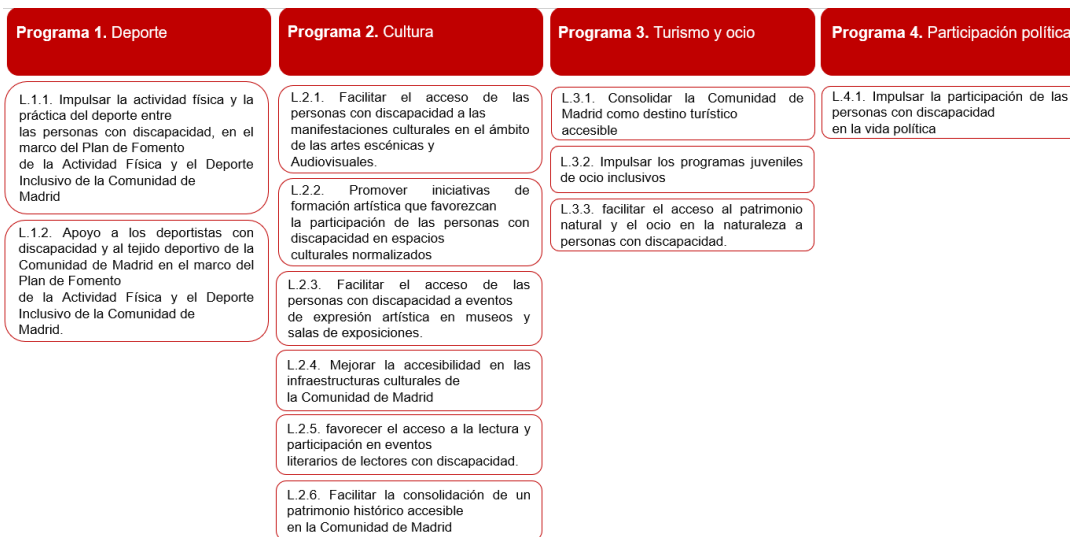 Programa 1. Deporte
L.1.1. Impulsar la actividad física y la
práctica del deporte entre
las personas con discapacidad, en el
marco del Plan de Fomento
de la Actividad Física y el Deporte
Inclusivo de la Comunidad de
Madrid
L.1.2. Apoyo a los deportistas con
discapacidad y al tejido deportivo de la
Comunidad de Madrid en el marco del
Plan de Fomento
de la Actividad Física y el Deporte
Inclusivo de la Comunidad de
Madrid.
Programa 2. Cultura
L.2.1. Facilitar el acceso de las
personas con discapacidad a las
manifestaciones culturales en el ámbito
de las artes escénicas y
Audiovisuales.
L.2.2. Promover iniciativas de
formación artística que favorezcan
la participación de las personas con
discapacidad en espacios
culturales normalizados
L.2.3. Facilitar el acceso de las
personas con discapacidad a eventos
de expresión artística en museos y
salas de exposiciones.
L.2.4. Mejorar la accesibilidad en las
infraestructuras culturales de
la Comunidad de Madrid
L.2.5. favorecer el acceso a la lectura y
participación en eventos
literarios de lectores con discapacidad.
L.2.6. Facilitar la consolidación de un
patrimonio histórico accesible
en la Comunidad de Madrid
Programa 3. Turismo y ocio
L.3.1. Consolidar la Comunidad de
Madrid como destino turístico
accesible
L.3.2. Impulsar los programas juveniles
de ocio inclusivos
L.3.3. facilitar el acceso al patrimonio
natural y el ocio en la naturaleza a
personas con discapacidad.
Programa 4. Participación política
L.4.1. Impulsar la participación de las
personas con discapacidad
en la vida política